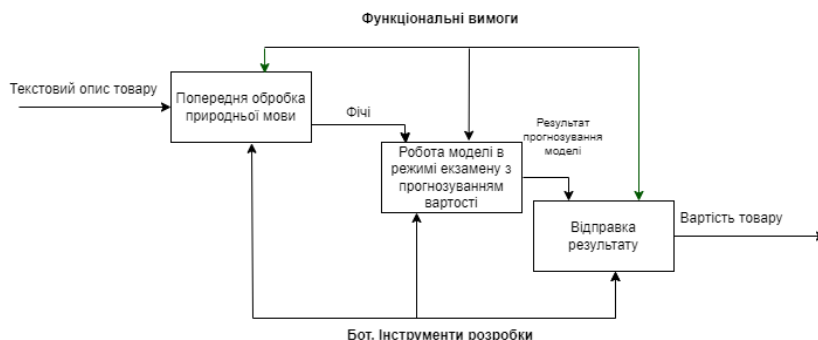 Функціональні вимоги
Текстовий опис товару
Попередня обробка
природньої мови
Фічі
Робота моделі в
режимі екзамену з
прогнозуванням
вартості
Результат
прогнозування
моделі
Відправка
результату
Вартість товару
Бот. Інструменти розробки